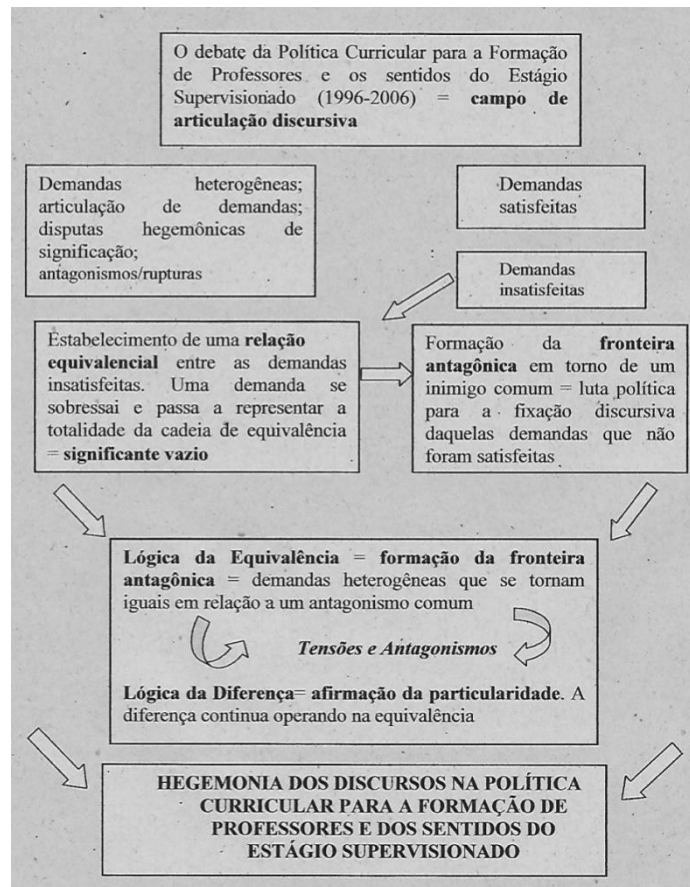 O debate da Política Curricular para a Formação
de Professores e os sentidos do Estágio
Supervisionado (1996-2006) = campo de
articulação discursiva
Demandas heterogêneas;
articulação de demandas;
disputas hegemônicas de
significação;
antagonismos/rupturas
Demandas
satisfeitas
Demandas
insatisfeitas
Estabelecimento de uma relação
equivalencial entre as demandas
insatisfeitas. Uma demanda se
sobressai e passa a representar a
totalidade da cadeia de equivalência
= significante vazio
Formação da fronteira
antagônica em torno de um
inimigo comum = luta política
para a fixação discursiva
daquelas demandas que não
foram satisfeitas
Lógica da Equivalência = formação da fronteira
antagônica = demandas heterogêneas que se tornam
iguais em relação a um antagonismo comum
Tensões e Antagonismos
Lógica da Diferença= afirmação da particularidade. A
diferença continua operando na equivalência
HEGEMONIA DOS DISCURSOS NA POLÍTICA
CURRICULAR PARA A FORMAÇÃO DE
PROFESSORES E DOS SENTIDOS DO
ESTÁGIO SUPERVISIONADO